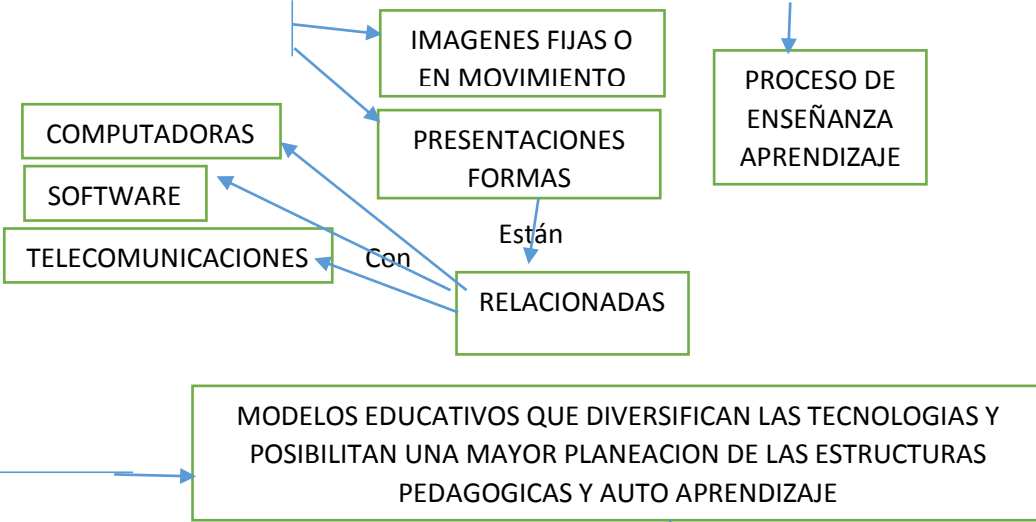 IMAGENES FIJAS O
EN MOVIMIENTO
PROCESO DE
ENSEÑANZA
APRENDIZAJE
COMPUTADORAS
PRESENTACIONES
FORMAS
SOFTWARE
Están
TELECOMUNICACIONES
Con
RELACIONADAS
MODELOS EDUCATIVOS QUE DIVERSIFICAN LAS TECNOLOGIAS Y
POSIBILITAN UNA MAYOR PLANEACION DE LAS ESTRUCTURAS
PEDAGOGICAS Y AUTO APRENDIZAJE